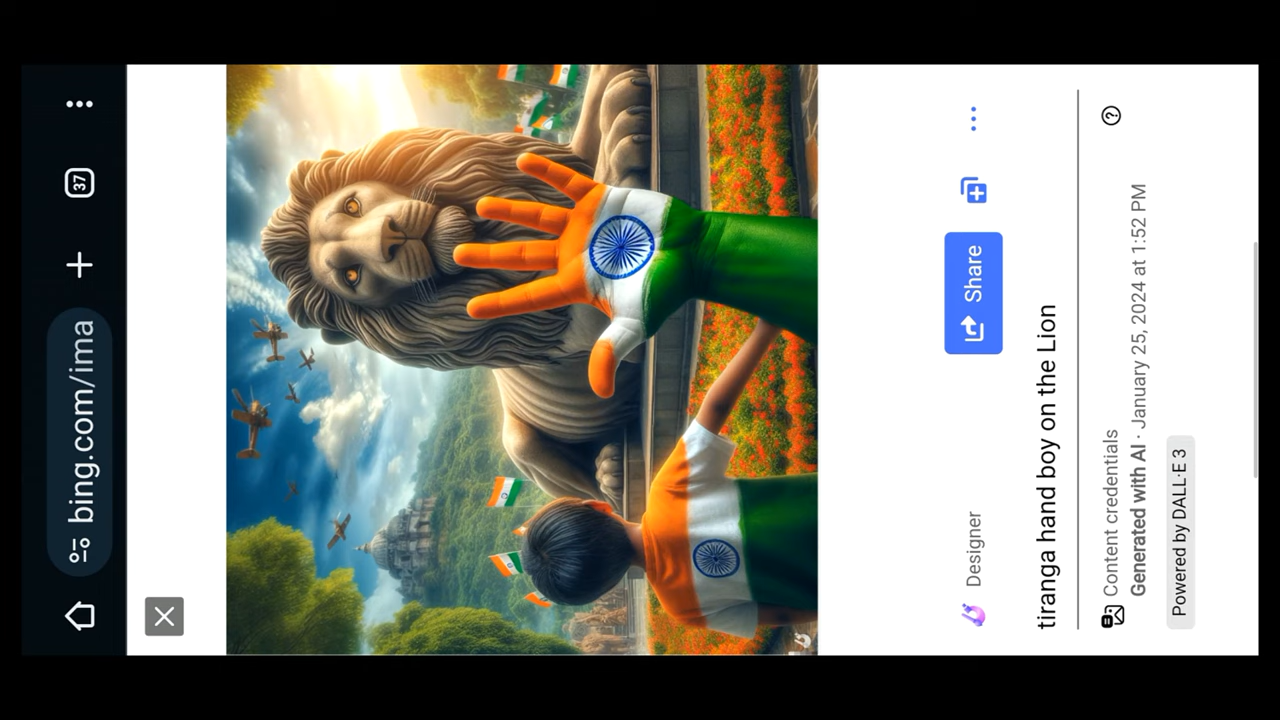 bing.com/ima
37
Designer
Share
tiranga hand boy on the Lion
Content credentials
Generated with AI · January 25, 2024 at 1:52 PM
Powered by DALL·E 3